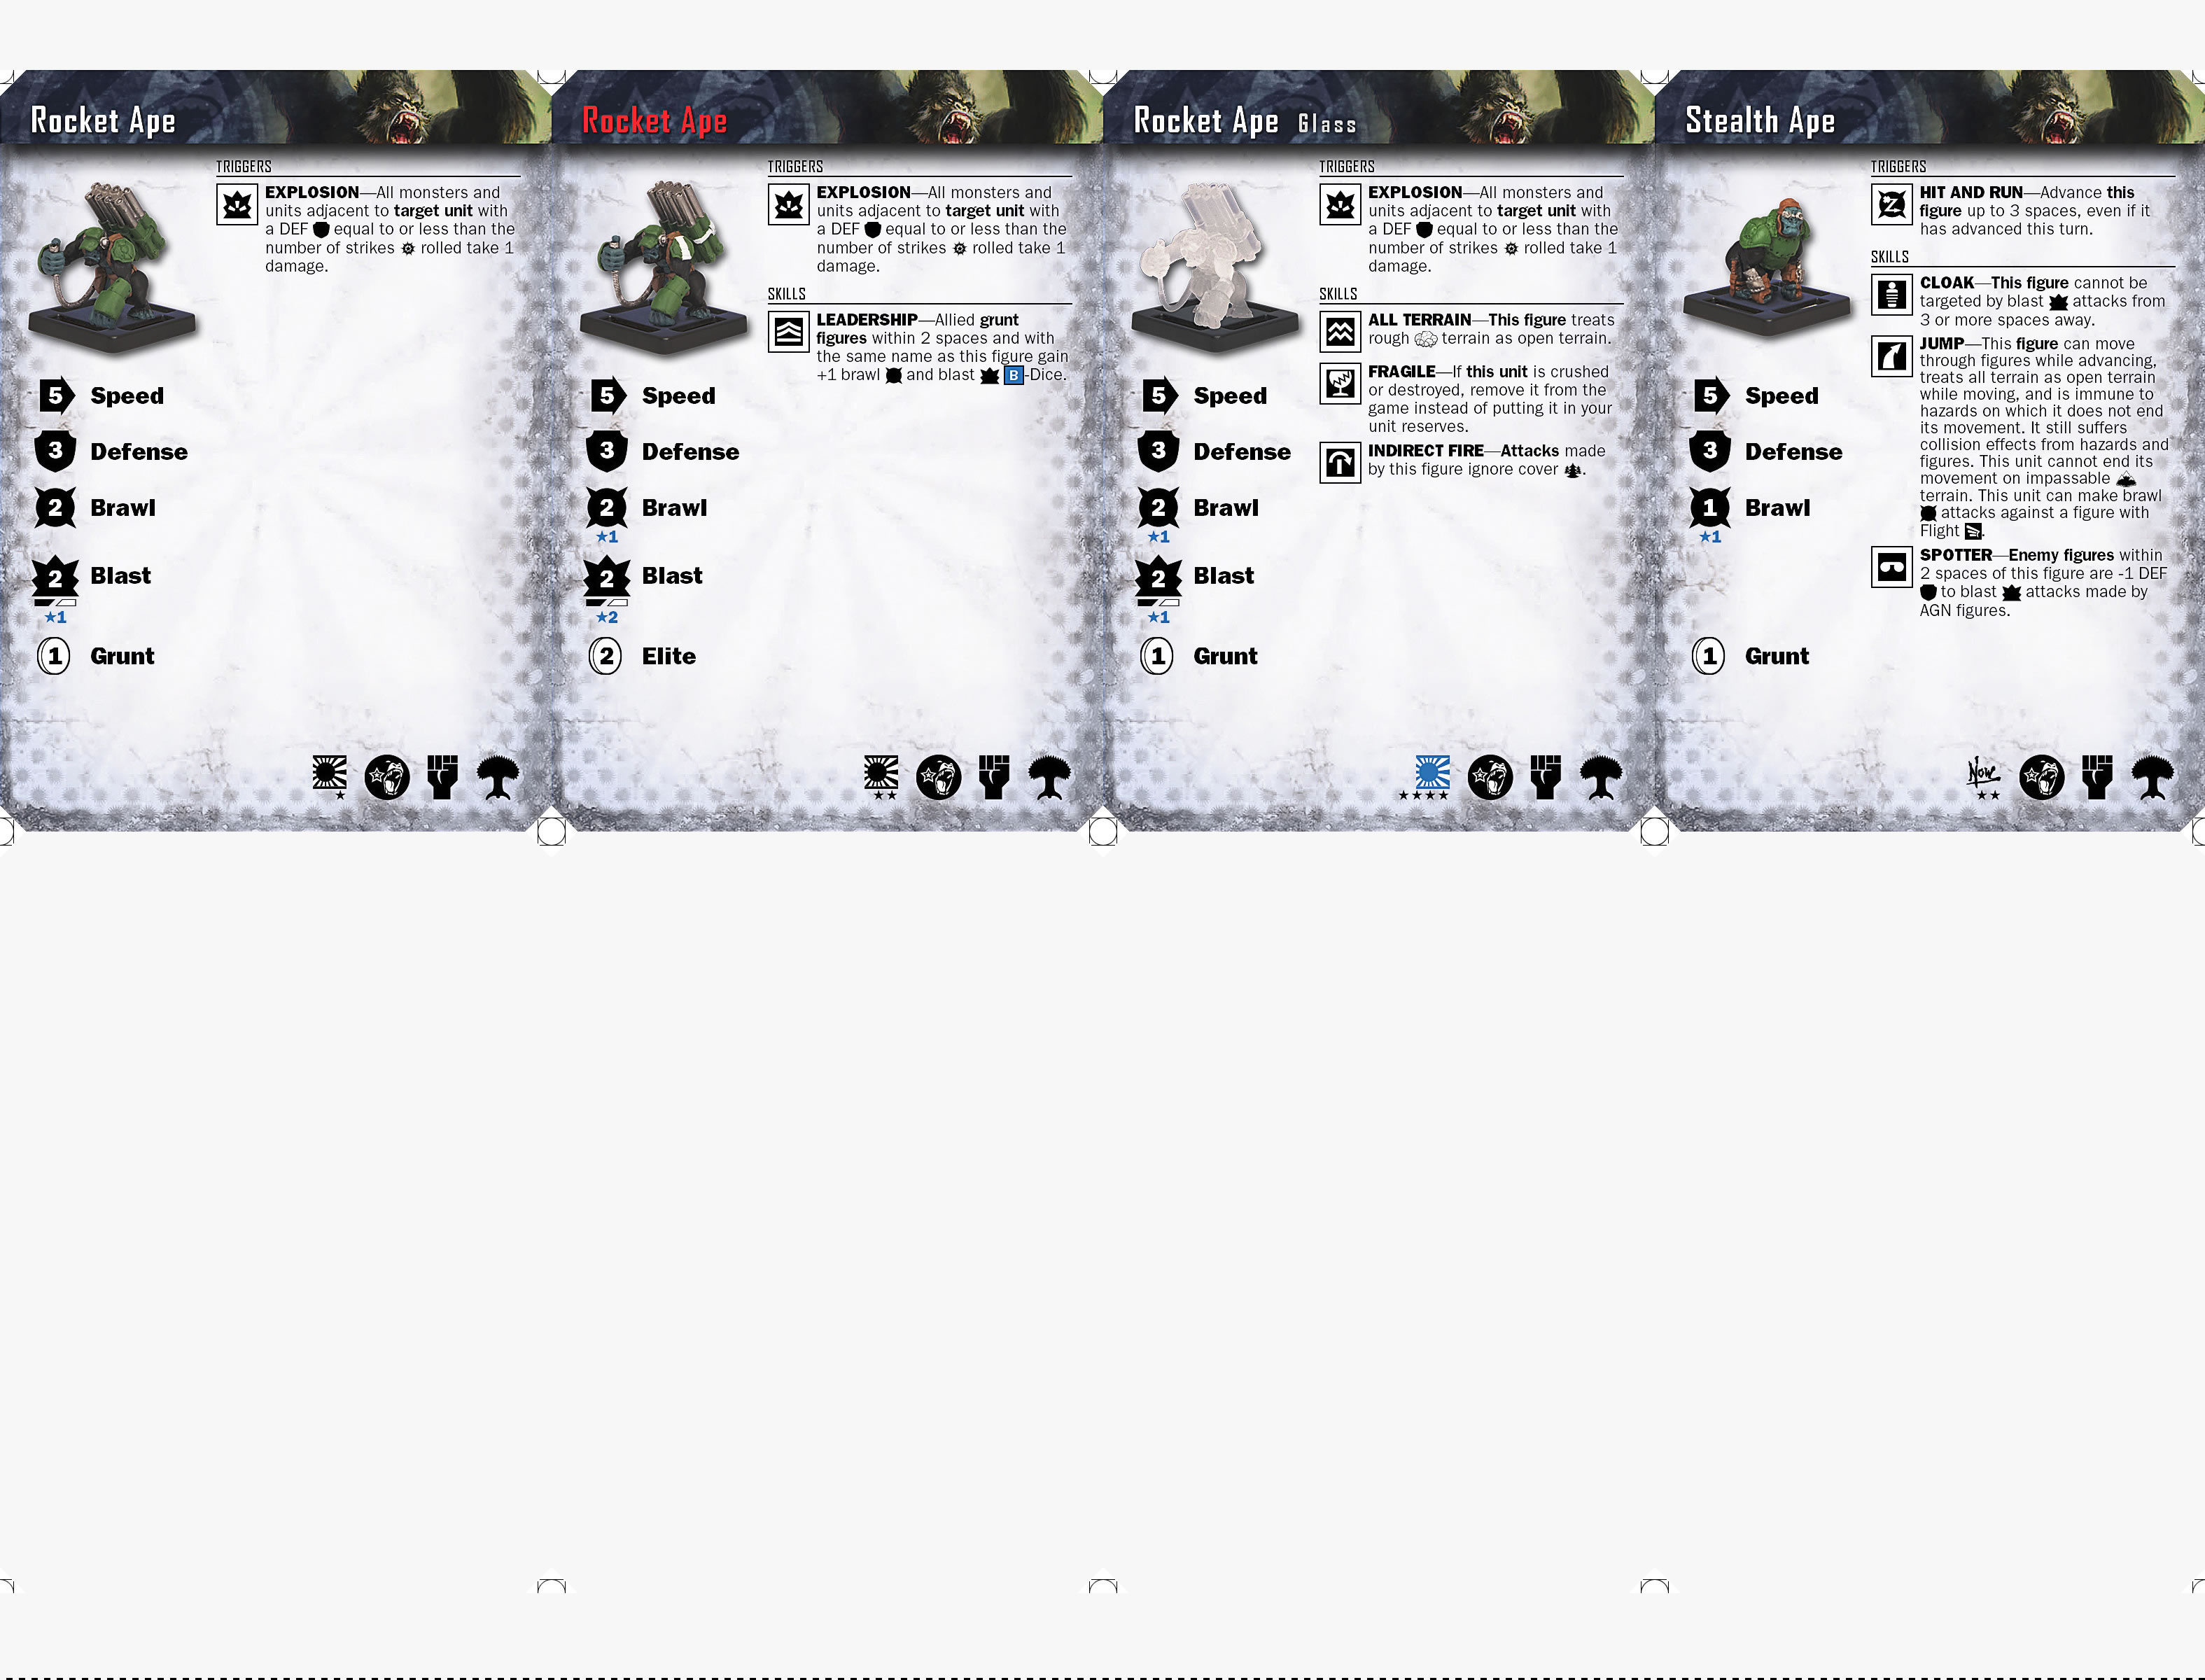 Rocket Ape
TRIGGERS
EXPLOSION—All monsters and
units adjacent to target unit with
a DEF equal to or less than the
number of strikes rolled take 1
damage.
5 Speed
3 Defense
2 Brawl
2 Blast
★1
1 Grunt
★
Rocket Ape
TRIGGERS
EXPLOSION—All monsters and
units adjacent to target unit with
a DEF equal to or less than the
number of strikes rolled take 1
damage.
SKILLS
LEADERSHIP—Allied grunt
figures within 2 spaces and with
the same name as this figure gain
+1 brawl and blast B-Dice.
5 Speed
3 Defense
2 Brawl
★1
2 Blast
★2
2 Elite
★★
Rocket Ape Glass
TRIGGERS
EXPLOSION—All monsters and
units adjacent to target unit with
a DEF equal to or less than the
number of strikes rolled take 1
damage.
SKILLS
ALL TERRAIN—This figure treats
rough terrain as open terrain.
FRAGILE—If this unit is crushed
or destroyed, remove it from the
game instead of putting it in your
unit reserves.
INDIRECT FIRE—Attacks made
by this figure ignore cover .
5 Speed
3 Defense
2 Brawl
★1
2 Blast
★1
1 Grunt
★★★★
Stealth Ape
TRIGGERS
HIT AND RUN—Advance this
figure up to 3 spaces, even if it
has advanced this turn.
SKILLS
CLOAK—This figure cannot be
targeted by blast attacks from
3 or more spaces away.
JUMP—This figure can move
through figures while advancing,
treats all terrain as open terrain
while moving, and is immune to
hazards on which it does not end
its movement. It still suffers
collision effects from hazards and
figures. This unit cannot end its
movement on impassable
terrain. This unit can make brawl
attacks against a figure with
Flight .
SPOTTER—Enemy figures within
2 spaces of this figure are -1 DEF
to blast attacks made by
AGN figures.
5 Speed
3 Defense
1 Brawl
★1
1 Grunt
Now
★★